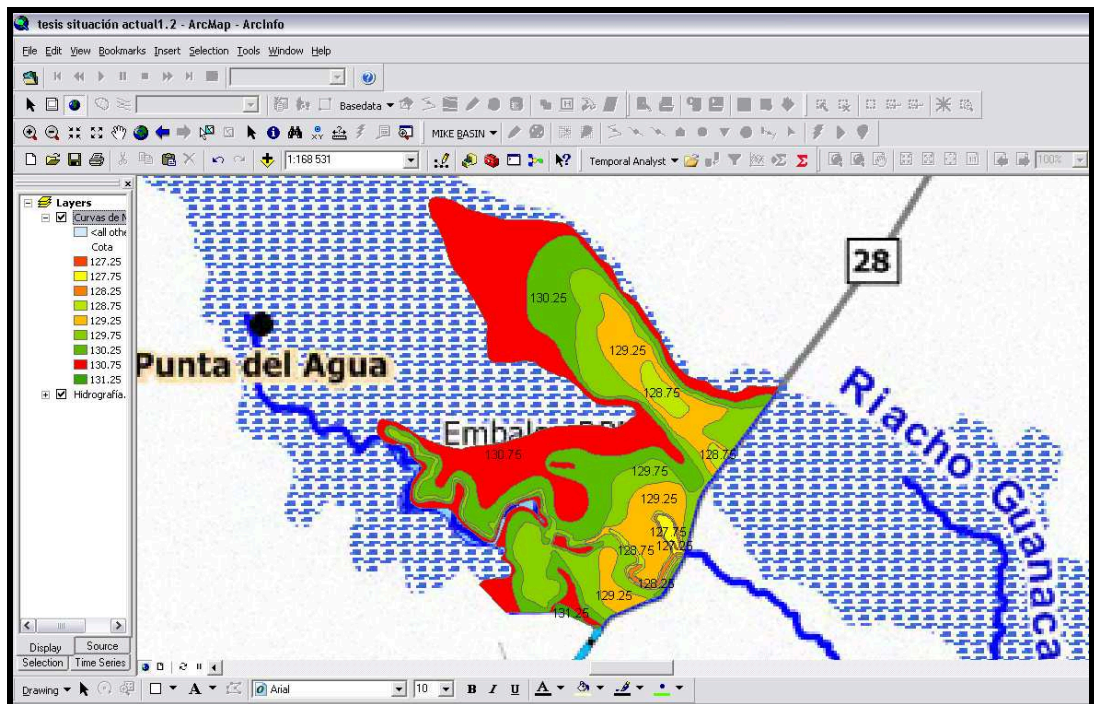 tesis situación actual1.2 - ArcMap - ArcInfo
File Edit View Bookmarks Insert Selection Tools Window Help
Basedata
MIKE BASIN
1:168 531
Temporal Analyst
100%
Layers
Curvas de N
<all othe
Cota
127.25
127.75
128.25
128.75
129.25
129.75
130.25
130.75
131.25
Hidrografía.
28
130.25
129.25
128.75
Punta del Agua
Riacho Guanaca
130.75
128.75
129.75
129.25
127.75
127.25
128.75
128.25
129.25
131.25
Display Source
Selection Time Series
Drawing
A
Arial
10
B I U A